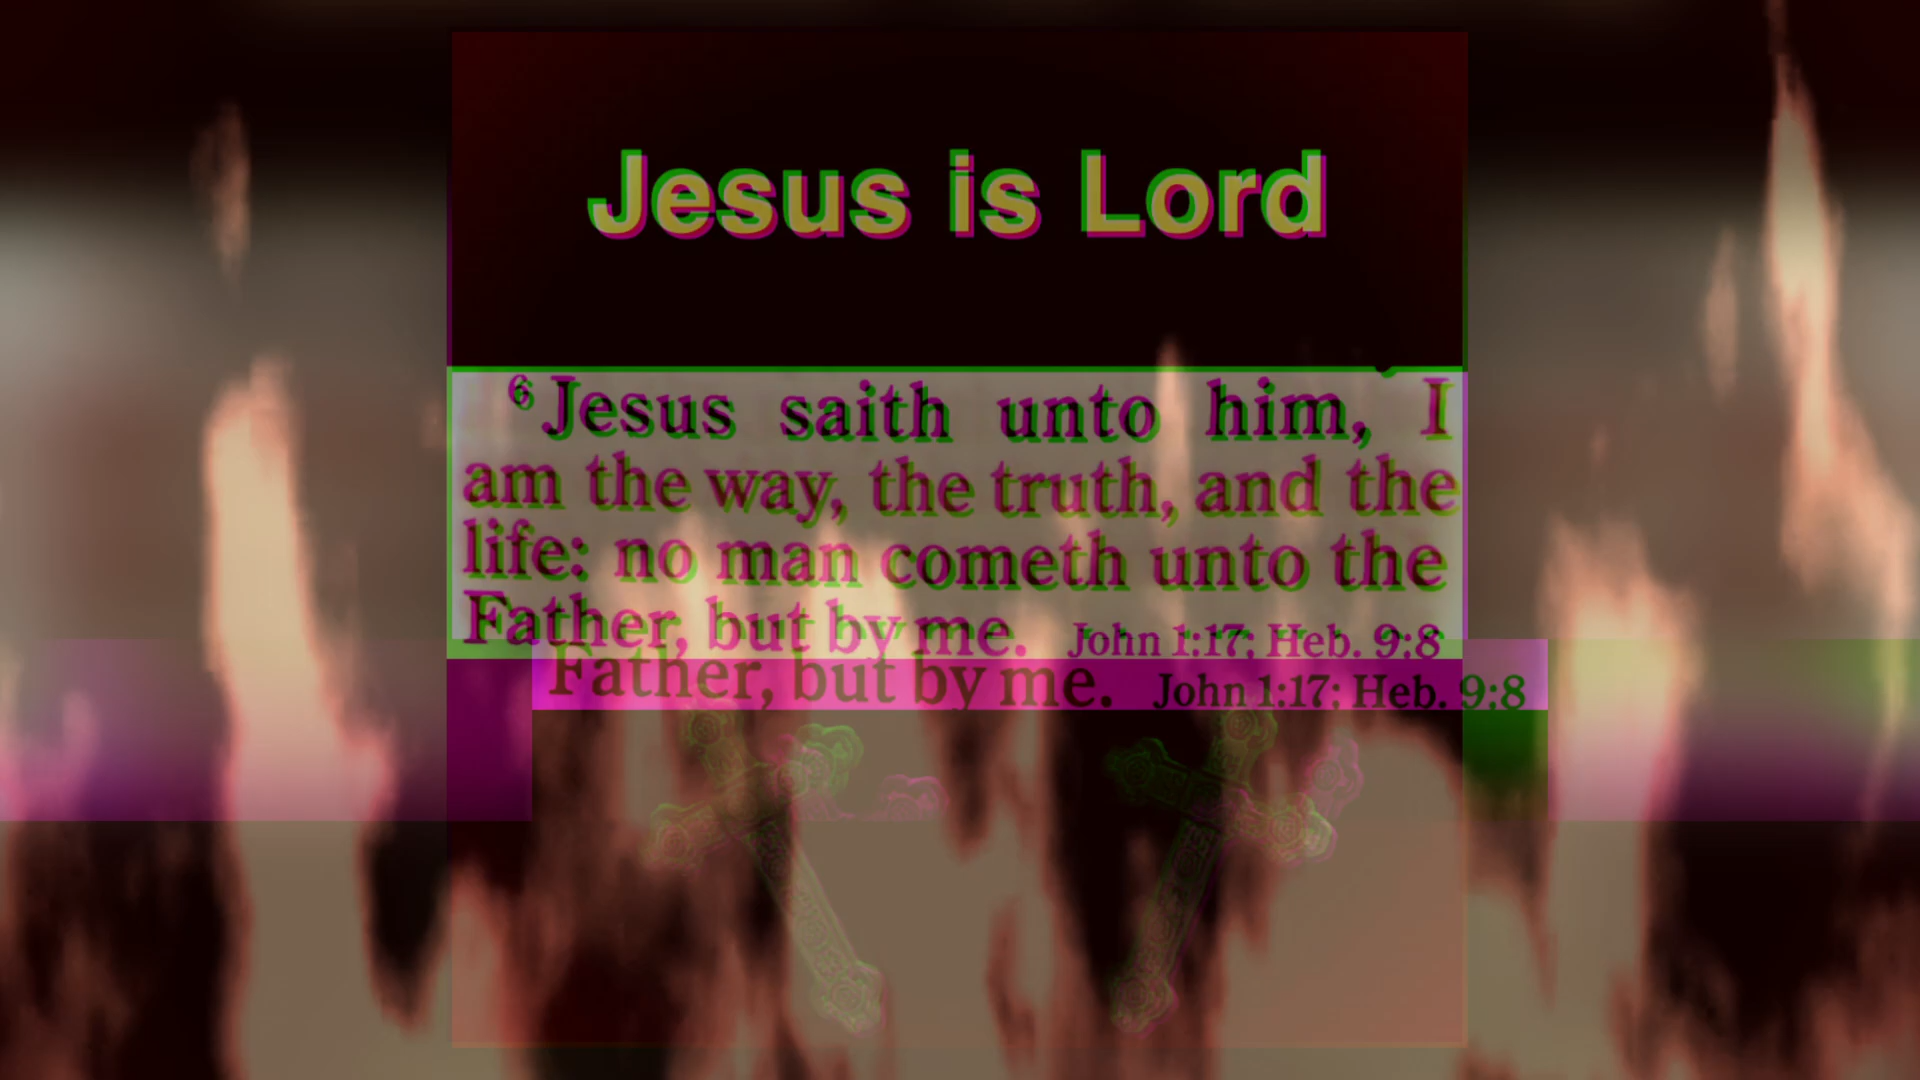 Jesus is Lord
6 Jesus saith unto him, I
am the way, the truth, and the
life: no man cometh unto the
Father, but by me. John 1:17; Heb. 9:8
Father, but by me. John 1:17; Heb. 9:8